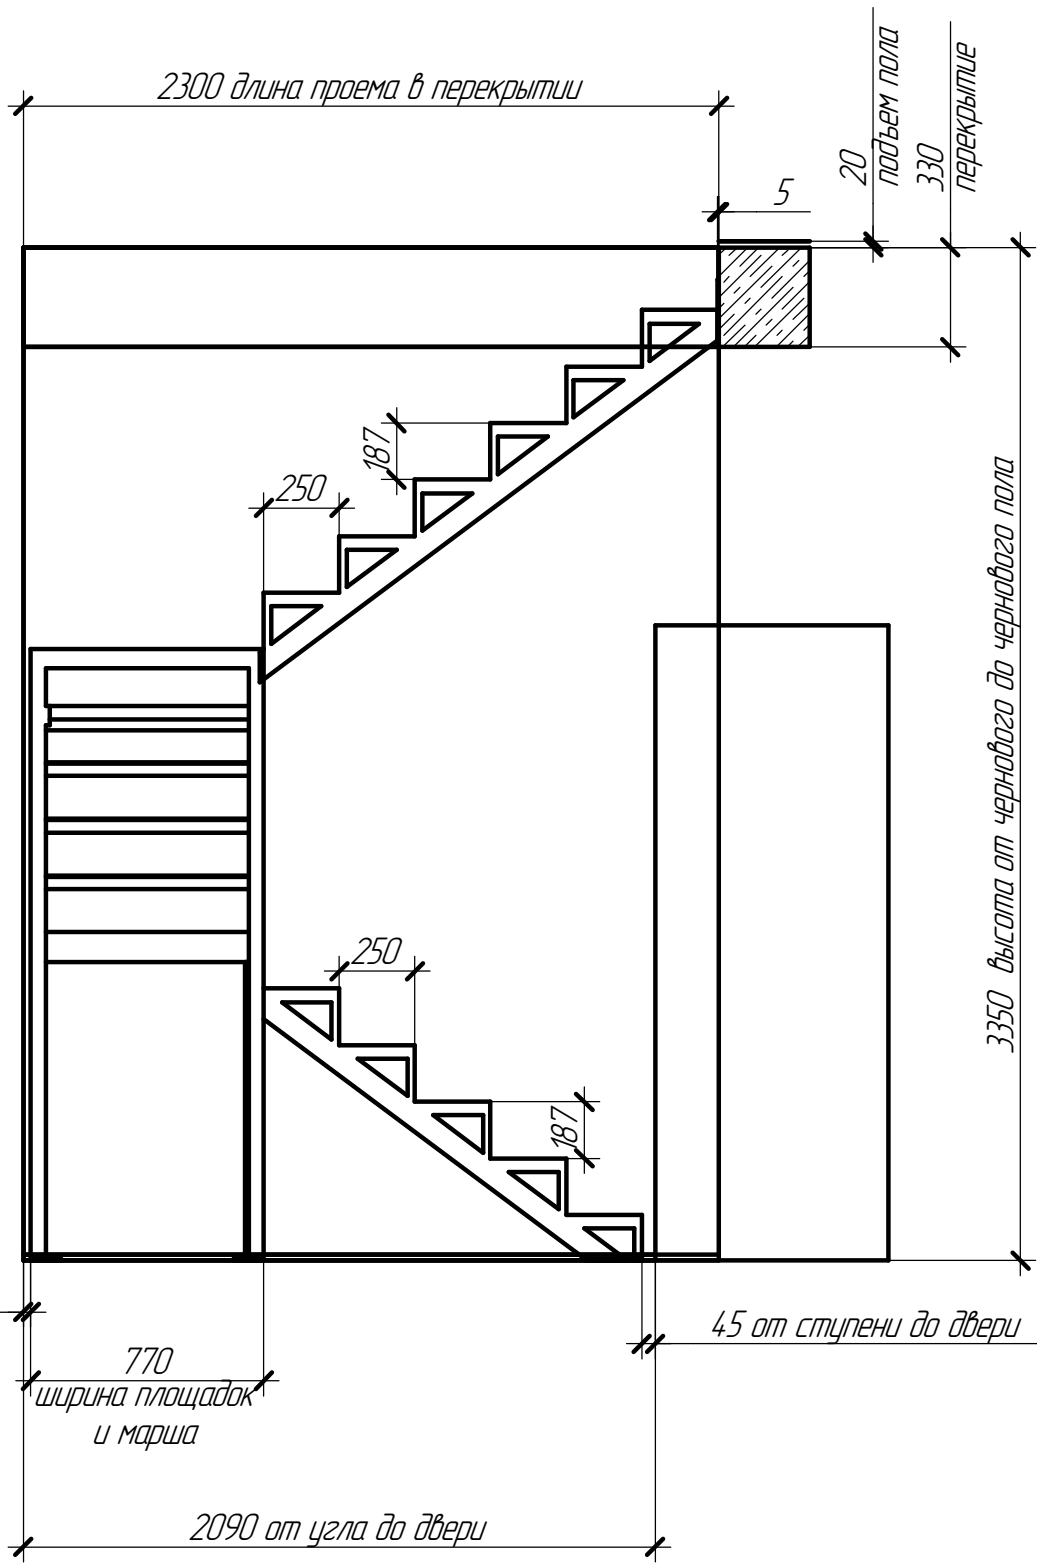 2300 длина проема в перекрытии
20
подъем пола
330
перекрытие
5
187
250
3350 высота от чернового до чернового пола
250
187
45 от ступени до двери
770
ширина площадок
и марша
2090 от угла до двери